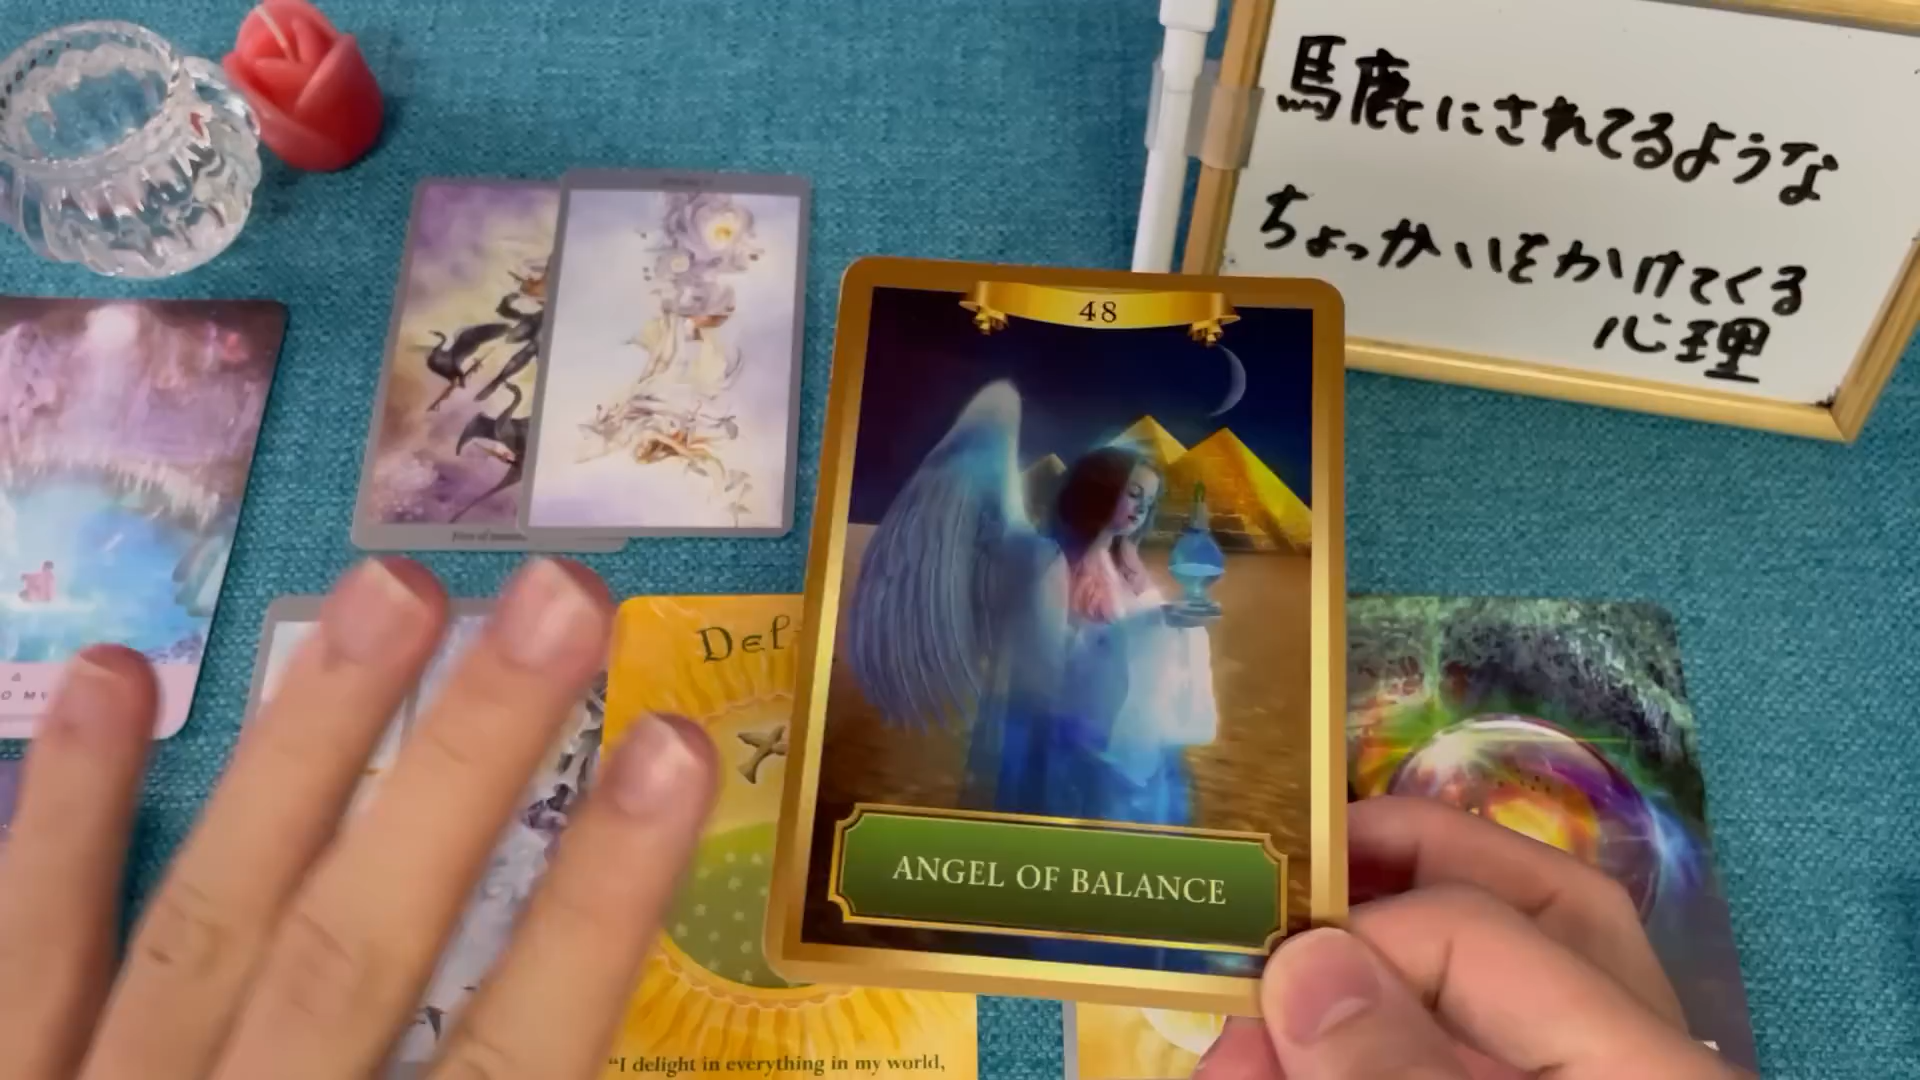 馬鹿にされてるような
ちょっかいをかけてくる
心理
48
ANGEL OF BALANCE
Del
"I delight in everything in my world,